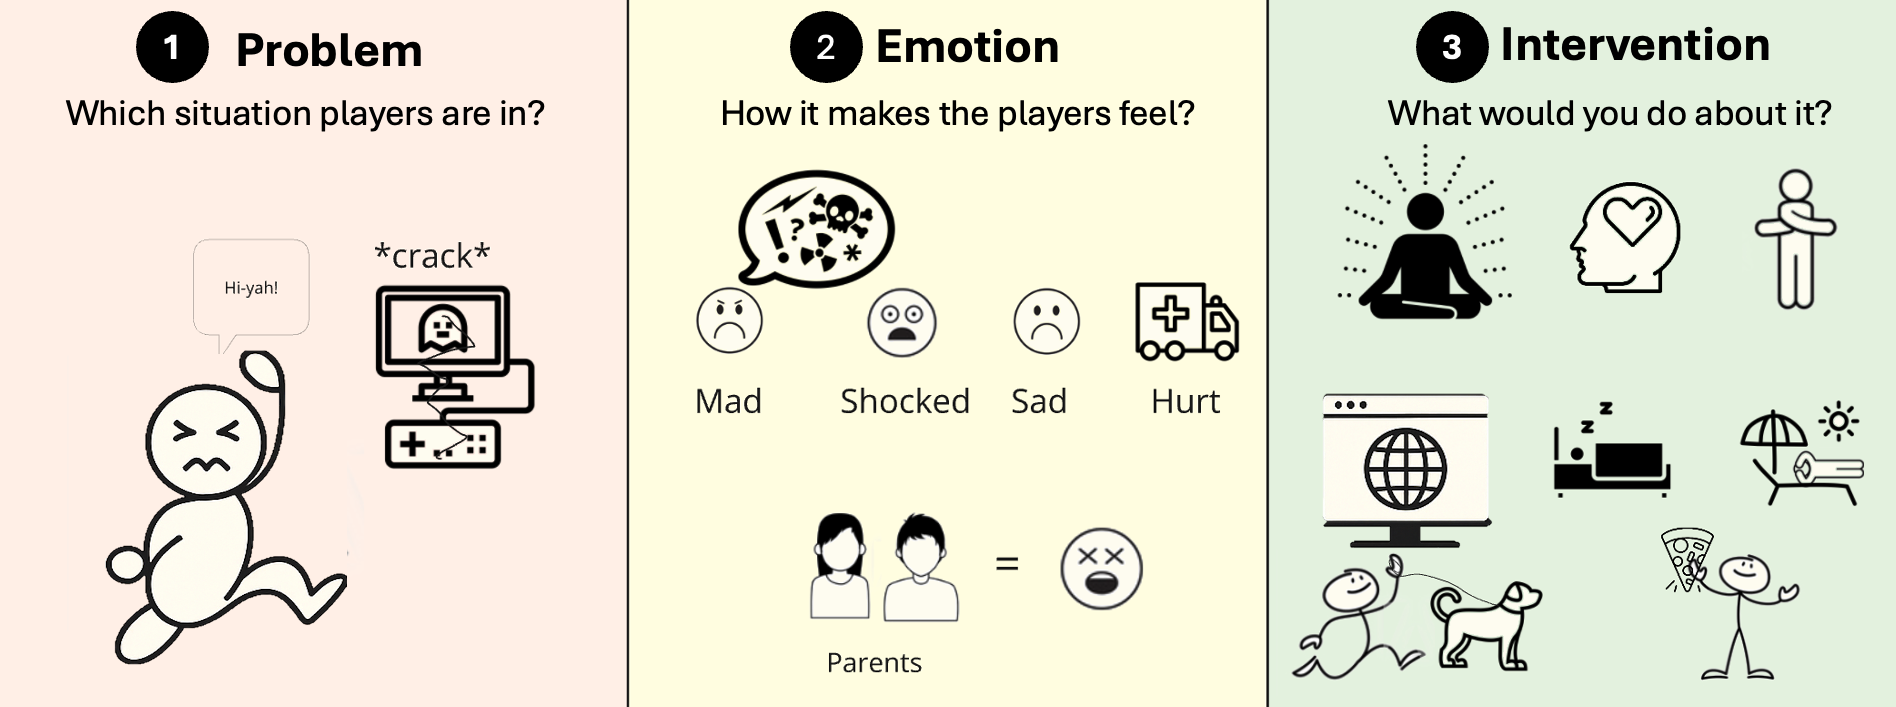 1 Problem
Which situation players are in?
Hi-yah!
*crack*
2 Emotion
How it makes the players feel?
!?*
Mad
Shocked
Sad
Hurt
=
Parents
3 Intervention
What would you do about it?
z
z